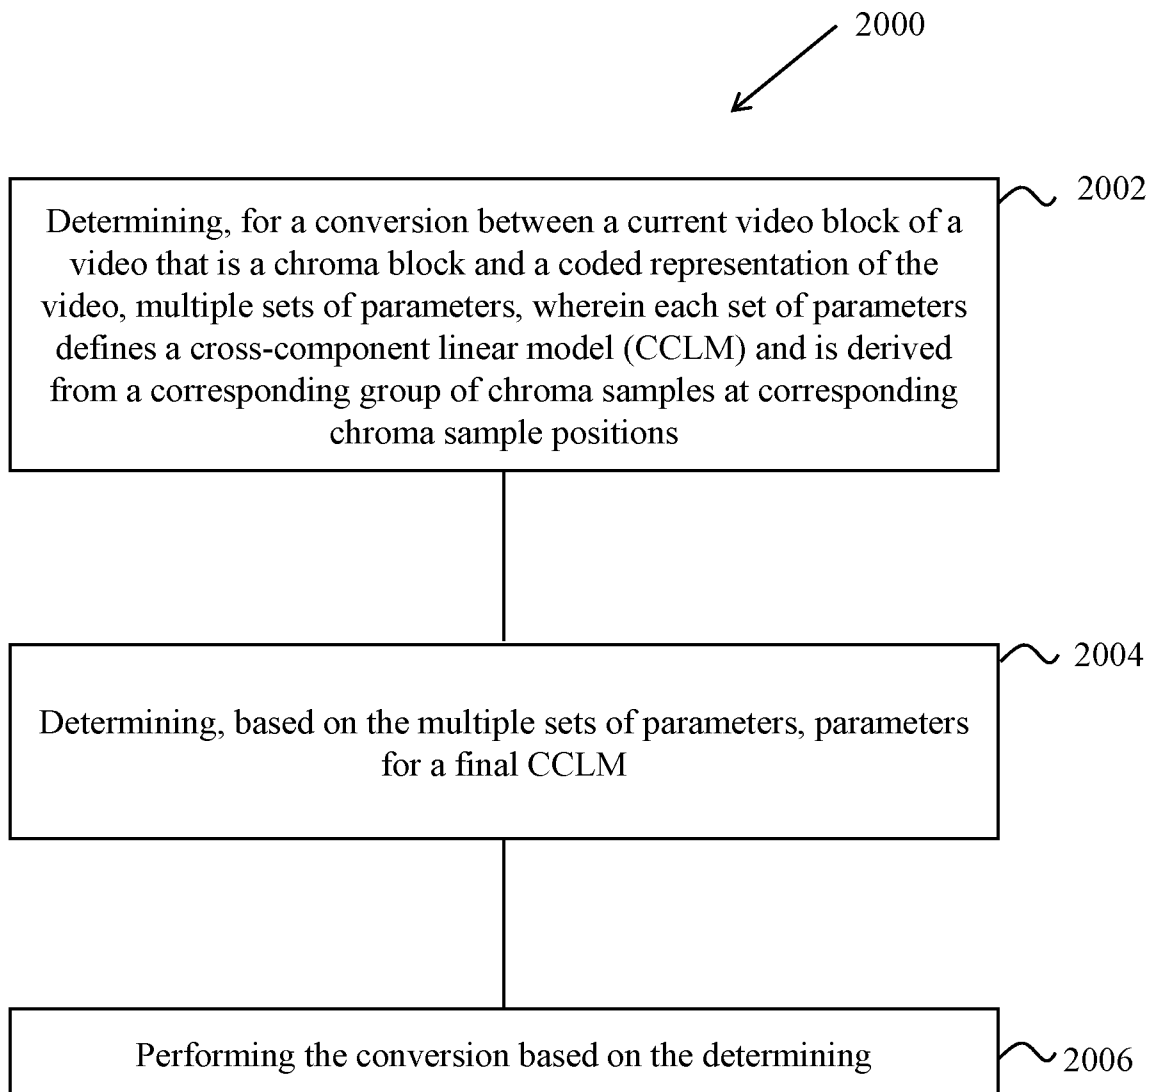 2000
2002
Determining, for a conversion between a current video block of a
video that is a chroma block and a coded representation of the
video, multiple sets of parameters, wherein each set of parameters
defines a cross-component linear model (CCLM) and is derived
from a corresponding group of chroma samples at corresponding
chroma sample positions
2004
Determining, based on the multiple sets of parameters, parameters
for a final CCLM
Performing the conversion based on the determining
2006